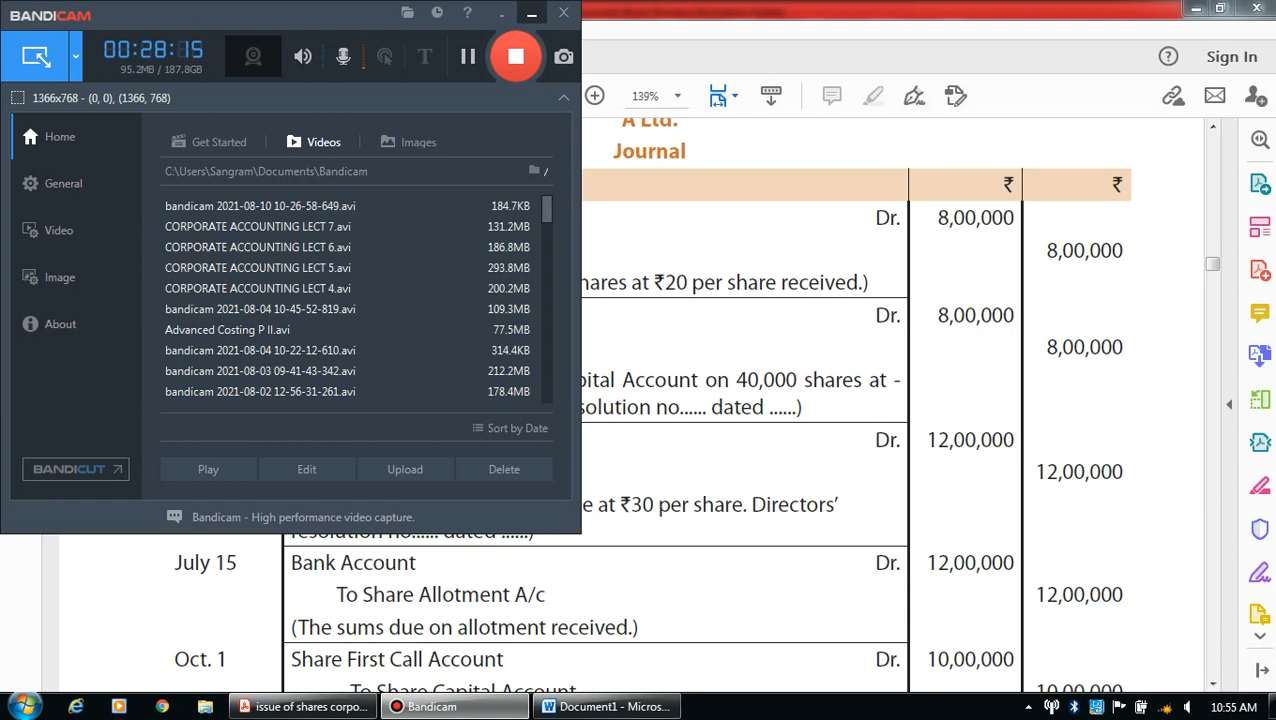 BANDICAM
00:28:15
95.2MB / 187.8GB
1366x768 - (0, 0), (1366, 768)
Home
General
Video
Image
About
BANDICUT
Get Started
Videos
Images
C:\Users\Sangram\Documents\Bandicam
bandicam 2021-08-10 10-26-58-649.avi 184.7KB
CORPORATE ACCOUNTING LECT 7.avi 131.2MB
CORPORATE ACCOUNTING LECT 6.avi 186.8MB
CORPORATE ACCOUNTING LECT 5.avi 293.8MB
CORPORATE ACCOUNTING LECT 4.avi 200.2MB
bandicam 2021-08-04 10-45-52-819.avi 109.3MB
Advanced Costing P II.avi 77.5MB
bandicam 2021-08-04 10-22-12-610.avi 314.4KB
bandicam 2021-08-03 09-41-43-342.avi 212.2MB
bandicam 2021-08-02 12-56-31-261.avi 178.4MB
Sort by Date
Play Edit Upload Delete
Bandicam - High performance video capture.
Sign In
139%
A Ltd.
Journal
₹ ₹
Dr. 8,00,000
8,00,000
hares at ₹20 per share received.)
Dr. 8,00,000
8,00,000
pital Account on 40,000 shares at -
solution no...... dated ......)
Dr. 12,00,000
12,00,000
e at ₹30 per share. Directors’
resolution no...... dated ......)
July 15 Bank Account Dr. 12,00,000
To Share Allotment A/c 12,00,000
(The sums due on allotment received.)
Oct. 1 Share First Call Account Dr. 10,00,000
To Share Capital Account 10,00,000
issue of shares corpo...
Bandicam
Document1 - Micros...
10:55 AM